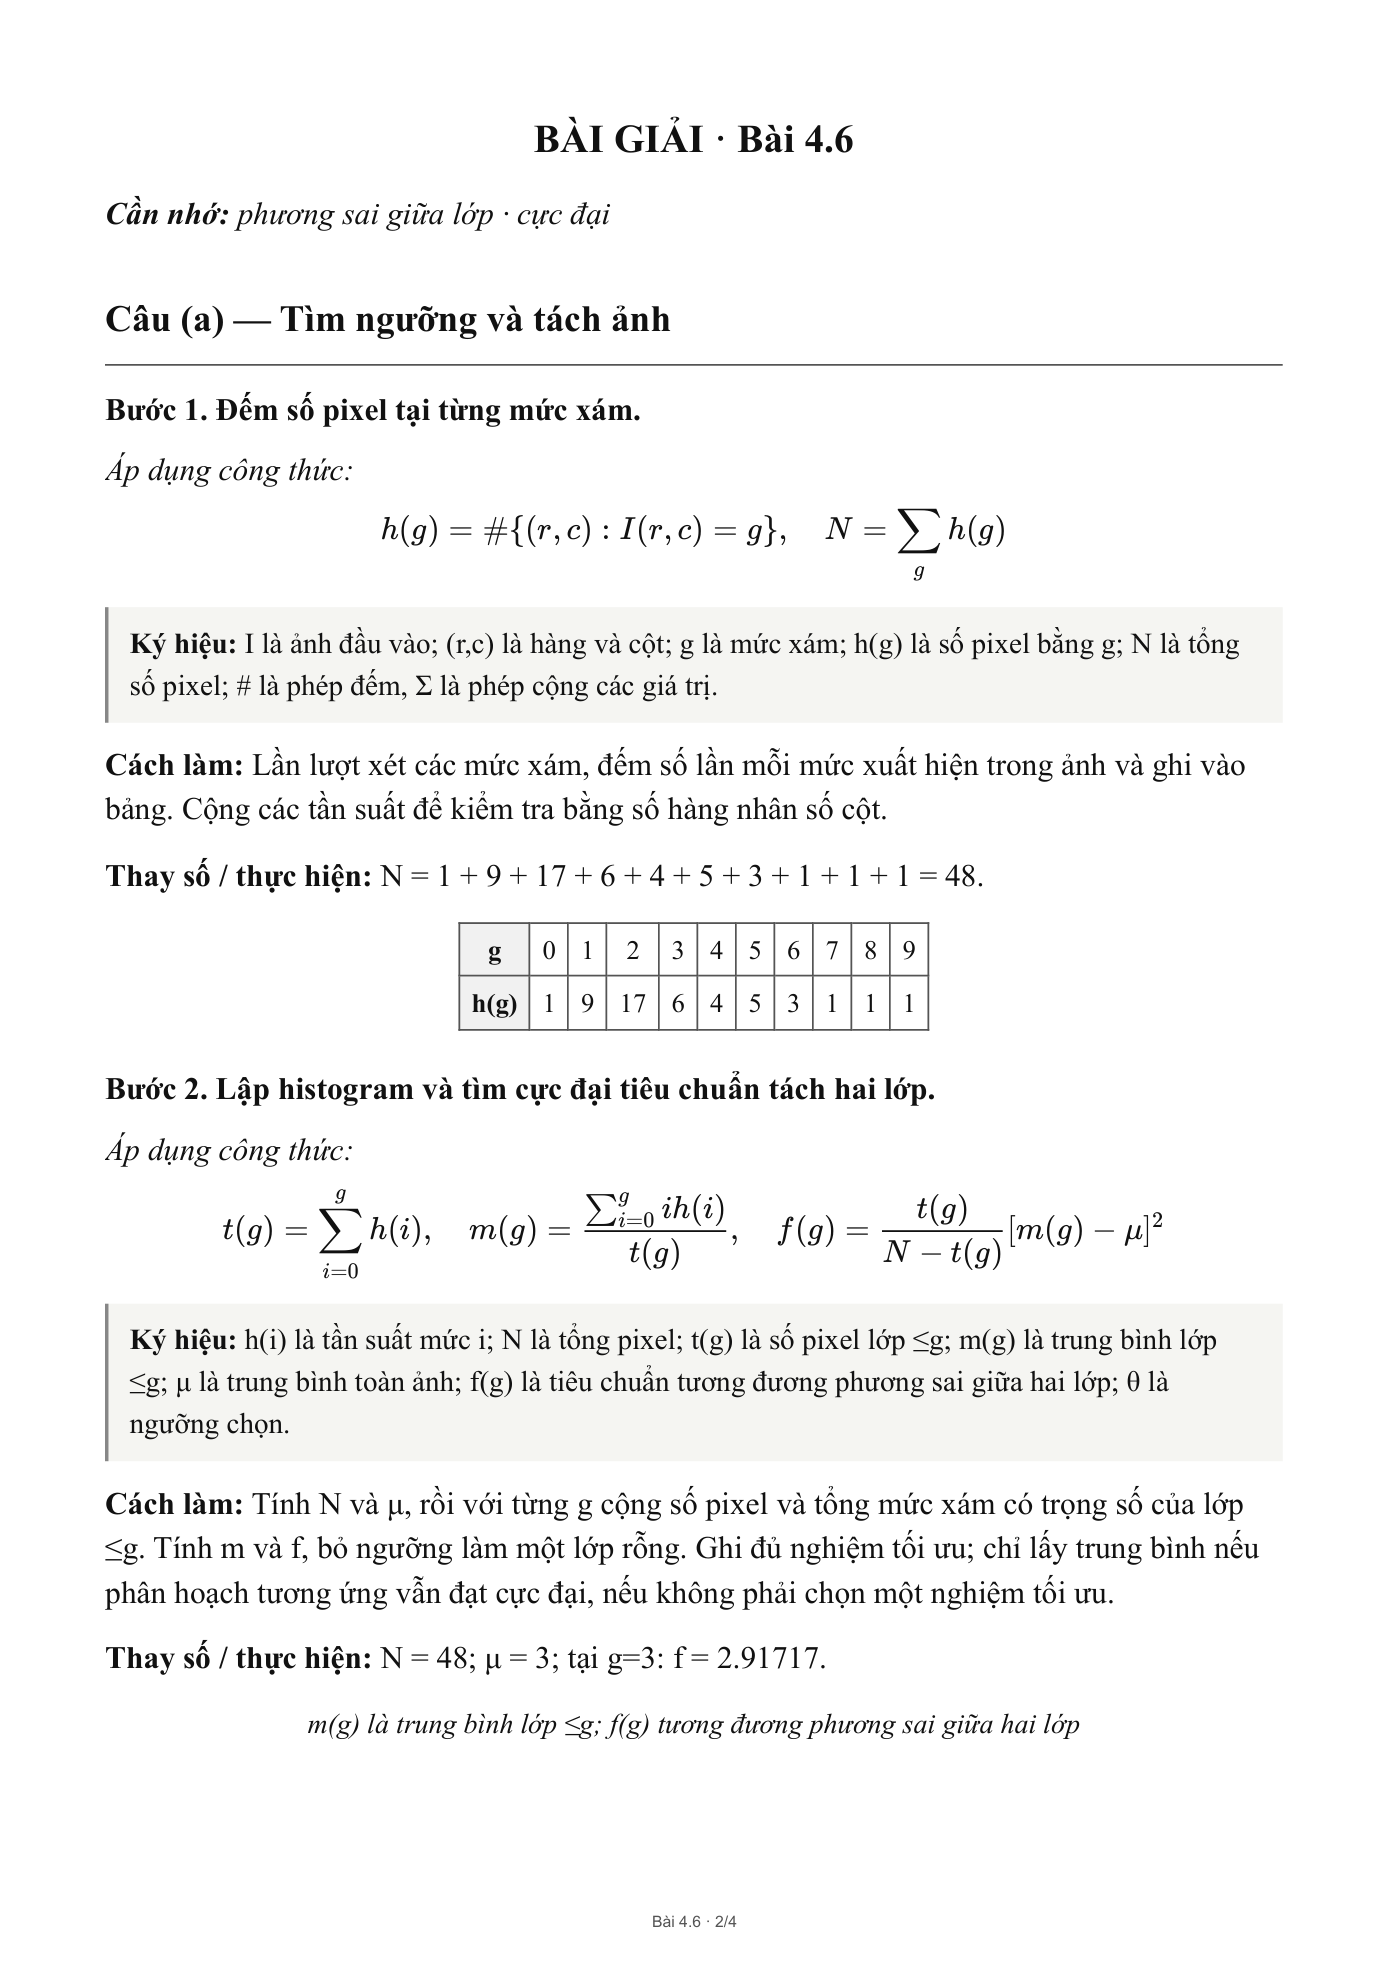 BÀI GIẢI · Bài 4.6
Cần nhớ: phương sai giữa lớp · cực đại
Câu (a) — Tìm ngưỡng và tách ảnh
Bước 1. Đếm số pixel tại từng mức xám.
Áp dụng công thức:
h(g) = #{(r, c) : I(r, c) = g},   N = ∑_g h(g)
Ký hiệu: I là ảnh đầu vào; (r,c) là hàng và cột; g là mức xám; h(g) là số pixel bằng g; N là tổng
số pixel; # là phép đếm, Σ là phép cộng các giá trị.
Cách làm: Lần lượt xét các mức xám, đếm số lần mỗi mức xuất hiện trong ảnh và ghi vào
bảng. Cộng các tần suất để kiểm tra bằng số hàng nhân số cột.
Thay số / thực hiện: N = 1 + 9 + 17 + 6 + 4 + 5 + 3 + 1 + 1 + 1 = 48.
g 0 1 2 3 4 5 6 7 8 9
h(g) 1 9 17 6 4 5 3 1 1 1
Bước 2. Lập histogram và tìm cực đại tiêu chuẩn tách hai lớp.
Áp dụng công thức:
t(g) = ∑_{i=0}^{g} h(i),   m(g) = \frac{∑_{i=0}^{g} ih(i)}{t(g)},   f(g) = \frac{t(g)}{N − t(g)}[m(g) − μ]^2
Ký hiệu: h(i) là tần suất mức i; N là tổng pixel; t(g) là số pixel lớp ≤g; m(g) là trung bình lớp
≤g; μ là trung bình toàn ảnh; f(g) là tiêu chuẩn tương đương phương sai giữa hai lớp; θ là
ngưỡng chọn.
Cách làm: Tính N và μ, rồi với từng g cộng số pixel và tổng mức xám có trọng số của lớp
≤g. Tính m và f, bỏ ngưỡng làm một lớp rỗng. Ghi đủ nghiệm tối ưu; chỉ lấy trung bình nếu
phân hoạch tương ứng vẫn đạt cực đại, nếu không phải chọn một nghiệm tối ưu.
Thay số / thực hiện: N = 48; μ = 3; tại g=3: f = 2.91717.
m(g) là trung bình lớp ≤g; f(g) tương đương phương sai giữa hai lớp
Bài 4.6 · 2/4